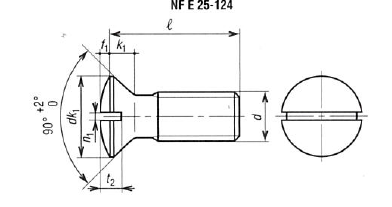 NF E 25-124
ℓ
f₁ k₁
90° +2° 0
dk₁
n₁
d
t₂